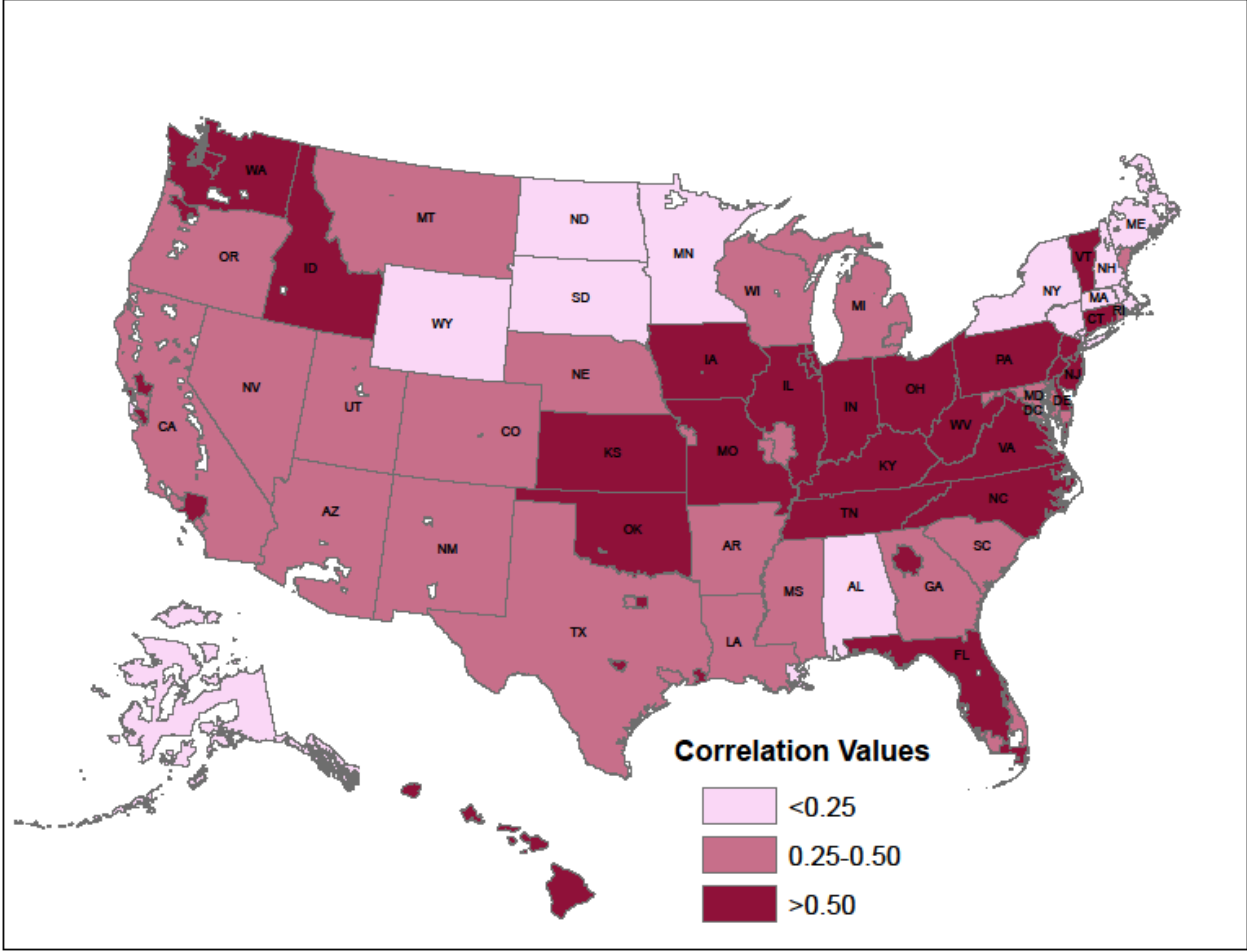 WA
MT
ND
ME
MN
VT
OR
ID
NH
SD
NY
WI
MA
MI
WY
RI
CT
IA
PA
NE
NJ
IL
OH
NV
UT
IN
MD
DE
DC
CA
CO
WV
KS
MO
VA
KY
NC
AZ
TN
OK
NM
AR
SC
MS
AL
GA
TX
LA
FL
Correlation Values
<0.25
0.25-0.50
>0.50